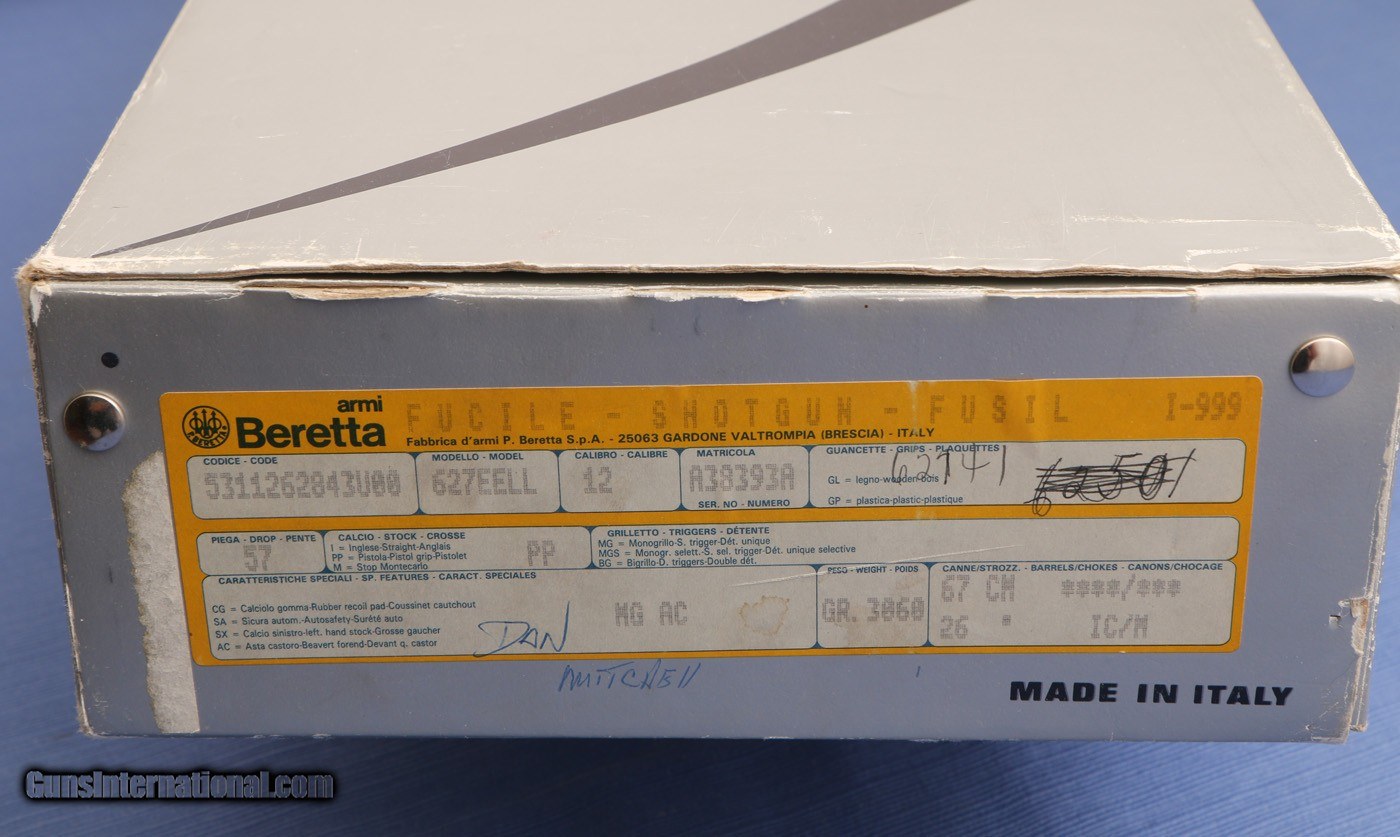 armi
Beretta
P. BERETTA
FUCILE - SHOTGUN - FUSIL I-999
Fabbrica d'armi P. Beretta S.p.A. - 25063 GARDONE VALTROMPIA (BRESCIA) - ITALY
CODICE - CODE
5311262843U00
MODELLO - MODEL
627EELL
CALIBRO - CALIBRE
12
MATRICOLA
A38393A
SER. NO - NUMERO
GUANCETTE - GRIPS - PLAQUETTES
62741
GL = legno-wooden-bois
GP = plastica-plastic-plastique
PIEGA - DROP - PENTE
57
CALCIO - STOCK - CROSSE
I = Inglese-Straight-Anglais
PP = Pistola-Pistol grip-Pistolet
M = Stop Montecarlo
PP
GRILLETTO - TRIGGERS - DÉTENTE
MG = Monogrillo-S. trigger-Dét. unique
MGS = Monogr. selett.-S. sel. trigger-Dét. unique selective
BG = Bigrillo-D. triggers-Double dét.
CARATTERISTICHE SPECIALI - SP. FEATURES - CARACT. SPECIALES
CG = Calciolo gomma-Rubber recoil pad-Coussinet cautchout
SA = Sicura autom.-Autosafety-Sureté auto
SX = Calcio sinistro-left. hand stock-Grosse gaucher
AC = Asta castoro-Beavert forend-Devant q. castor
MG AC
PESO - WEIGHT - POIDS
GR. 3060
CANNE/STROZZ. - BARRELS/CHOKES - CANONS/CHOCAGE
67 CM ****/***
26 " IC/M
DAN
MITCHELL
MADE IN ITALY
GunsInternational.com